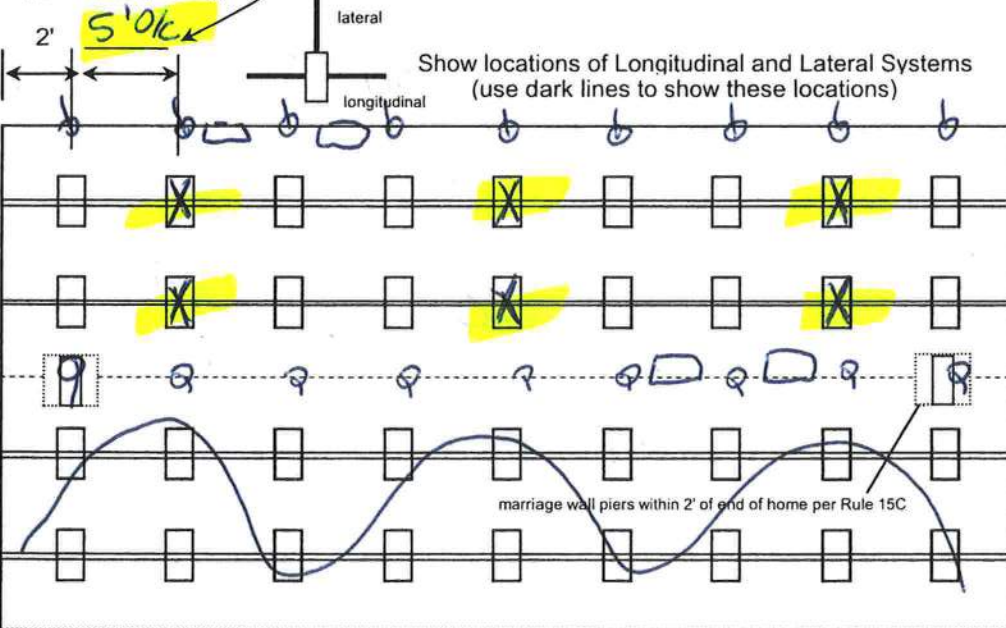 2'
5' O/C
lateral
longitudinal
Show locations of Longitudinal and Lateral Systems
(use dark lines to show these locations)
marriage wall piers within 2' of end of home per Rule 15C